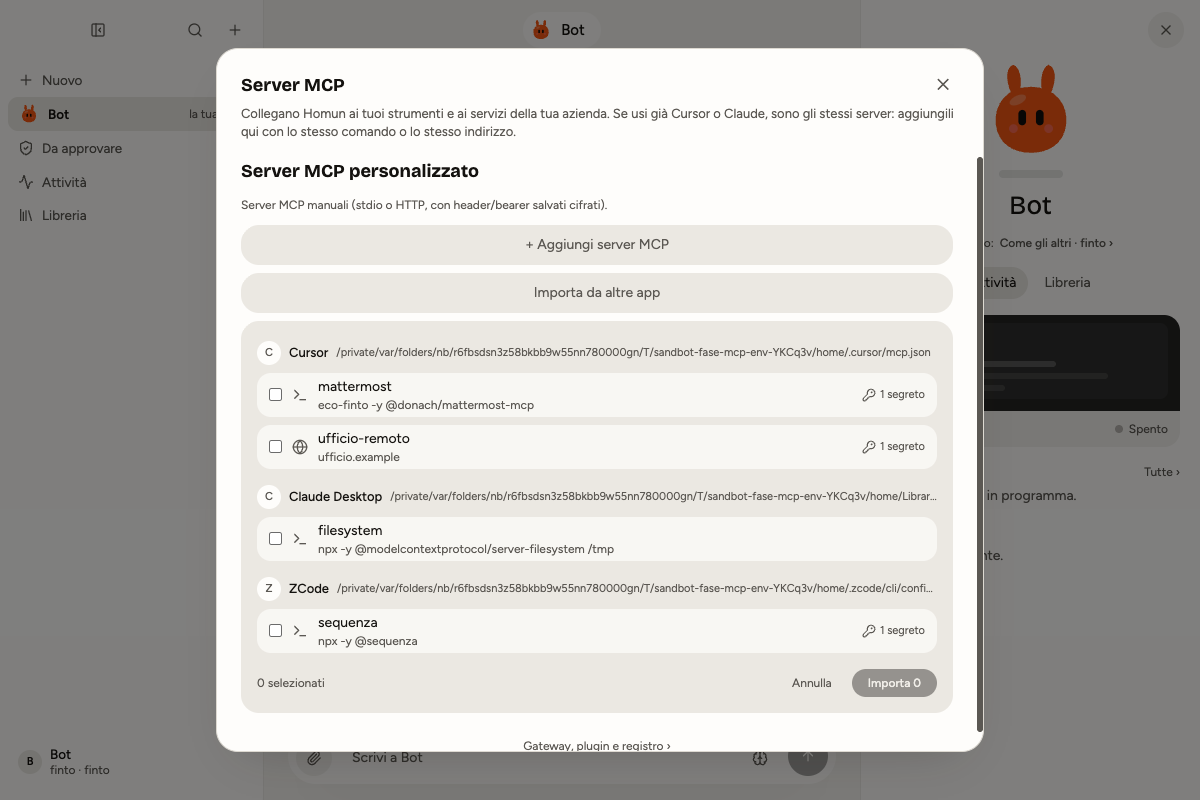 Bot
Nuovo
Bot
la tua
Da approvare
Attività
Libreria
Server MCP
Collegano Homun ai tuoi strumenti e ai servizi della tua azienda. Se usi già Cursor o Claude, sono gli stessi server: aggiungili
qui con lo stesso comando o lo stesso indirizzo.
Server MCP personalizzato
Server MCP manuali (stdio o HTTP, con header/bearer salvati cifrati).
+ Aggiungi server MCP
Importa da altre app
C Cursor /private/var/folders/nb/r6fbsdsn3z58bkbb9w55nn780000gn/T/sandbot-fase-mcp-env-YKCq3v/home/.cursor/mcp.json
mattermost
eco-finto -y @donach/mattermost-mcp
1 segreto
ufficio-remoto
ufficio.example
1 segreto
C Claude Desktop /private/var/folders/nb/r6fbsdsn3z58bkbb9w55nn780000gn/T/sandbot-fase-mcp-env-YKCq3v/home/Librar...
filesystem
npx -y @modelcontextprotocol/server-filesystem /tmp
Z ZCode /private/var/folders/nb/r6fbsdsn3z58bkbb9w55nn780000gn/T/sandbot-fase-mcp-env-YKCq3v/home/.zcode/cli/confi...
sequenza
npx -y @sequenza
1 segreto
0 selezionati
Annulla
Importa 0
Gateway, plugin e registro ›
Bot
o: Come gli altri · finto ›
tività
Libreria
Spento
Tutte ›
in programma.
nte.
B
Bot
finto · finto
Scrivi a Bot